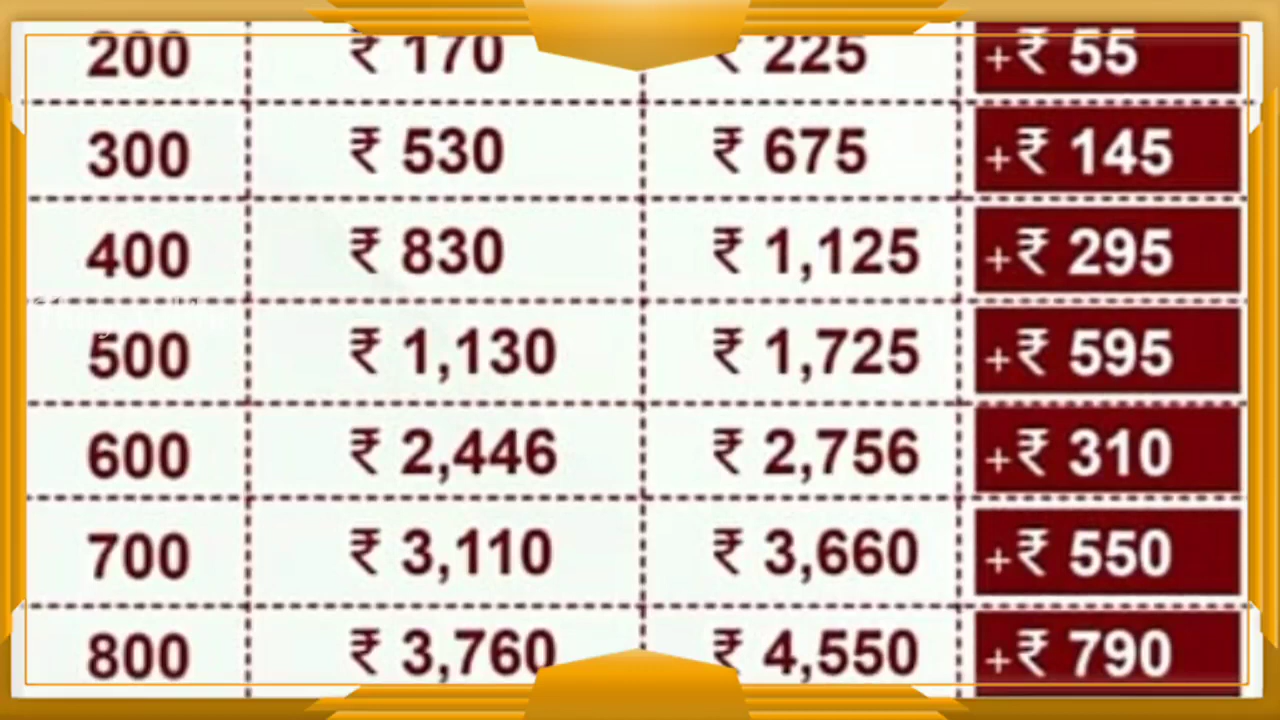 200 ₹ 170 ₹ 225 +₹ 55
300 ₹ 530 ₹ 675 +₹ 145
400 ₹ 830 ₹ 1,125 +₹ 295
500 ₹ 1,130 ₹ 1,725 +₹ 595
600 ₹ 2,446 ₹ 2,756 +₹ 310
700 ₹ 3,110 ₹ 3,660 +₹ 550
800 ₹ 3,760 ₹ 4,550 +₹ 790